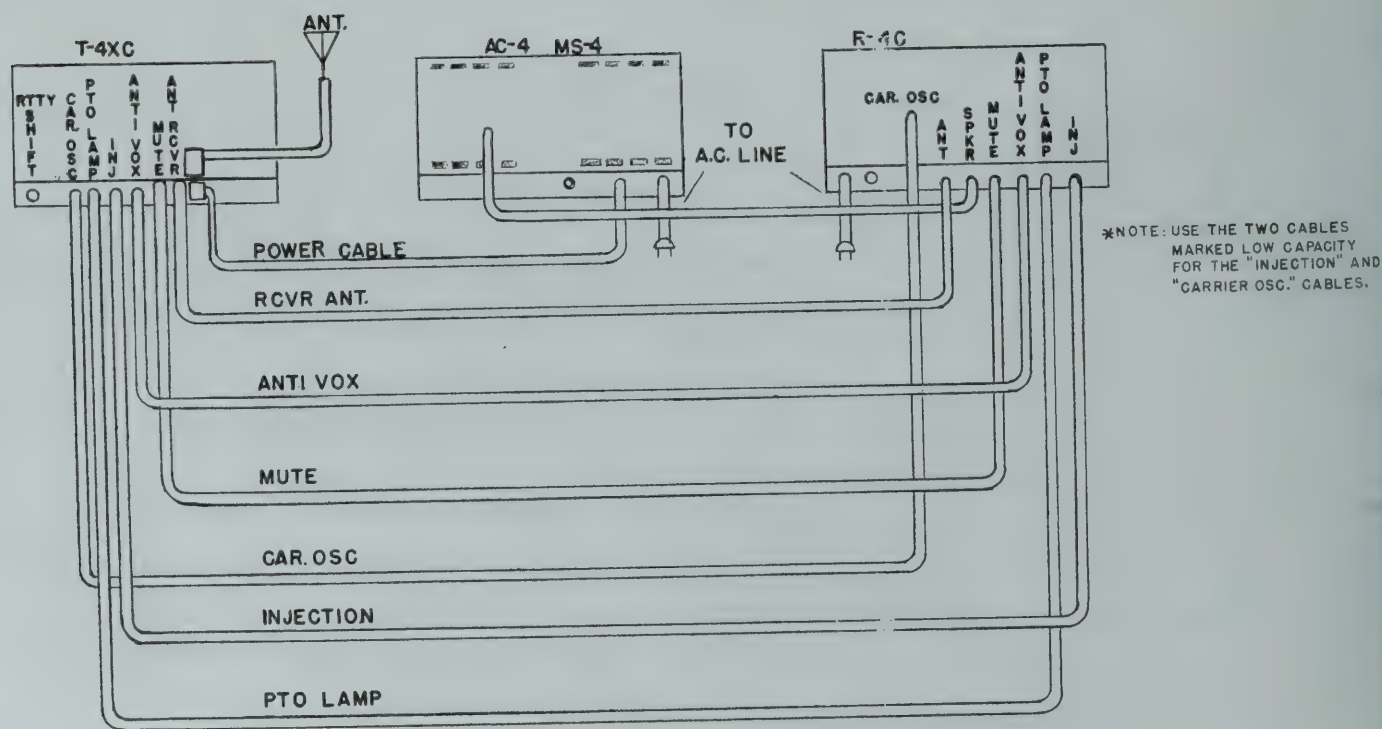 ANT.
T-4XC
AC-4 MS-4
R-4C
RTTY SHIFT
CAR. OSC
PTO LAMP
INJ
ANTI VOX
MUTE
ANT RCVR
CAR. OSC
ANT
SPKR
MUTE
ANTIVOX
PTO LAMP
INJ
TO
A.C. LINE
*NOTE: USE THE TWO CABLES
MARKED LOW CAPACITY
FOR THE "INJECTION" AND
"CARRIER OSC." CABLES.
POWER CABLE
RCVR ANT.
ANTI VOX
MUTE
CAR. OSC
INJECTION
PTO LAMP